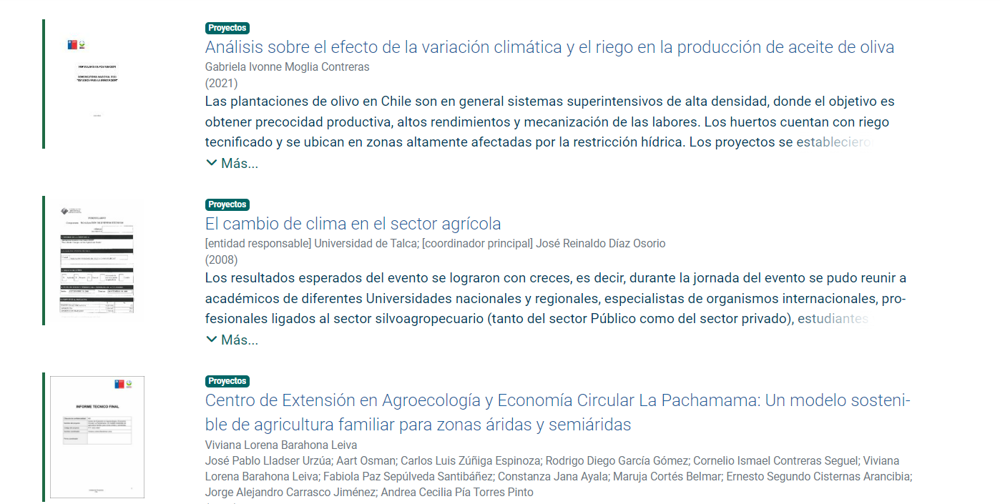 Proyectos
Análisis sobre el efecto de la variación climática y el riego en la producción de aceite de oliva
Gabriela Ivonne Moglia Contreras
(2021)
Las plantaciones de olivo en Chile son en general sistemas superintensivos de alta densidad, donde el objetivo es
obtener precocidad productiva, altos rendimientos y mecanización de las labores. Los huertos cuentan con riego
tecnificado y se ubican en zonas altamente afectadas por la restricción hídrica. Los proyectos se estableciero
Más...
Proyectos
El cambio de clima en el sector agrícola
[entidad responsable] Universidad de Talca; [coordinador principal] José Reinaldo Díaz Osorio
(2008)
Los resultados esperados del evento se lograron con creces, es decir, durante la jornada del evento se pudo reunir a
académicos de diferentes Universidades nacionales y regionales, especialistas de organismos internacionales, pro-
fesionales ligados al sector silvoagropecuario (tanto del sector Público como del sector privado), estudiantes
Más...
INFORME TECNICO FINAL
Proyectos
Centro de Extensión en Agroecología y Economía Circular La Pachamama: Un modelo sosteni-
ble de agricultura familiar para zonas áridas y semiáridas
Viviana Lorena Barahona Leiva
José Pablo Lladser Urzúa; Aart Osman; Carlos Luis Zúñiga Espinoza; Rodrigo Diego García Gómez; Cornelio Ismael Contreras Seguel; Viviana
Lorena Barahona Leiva; Fabiola Paz Sepúlveda Santibáñez; Constanza Jana Ayala; Maruja Cortés Belmar; Ernesto Segundo Cisternas Arancibia;
Jorge Alejandro Carrasco Jiménez; Andrea Cecilia Pía Torres Pinto